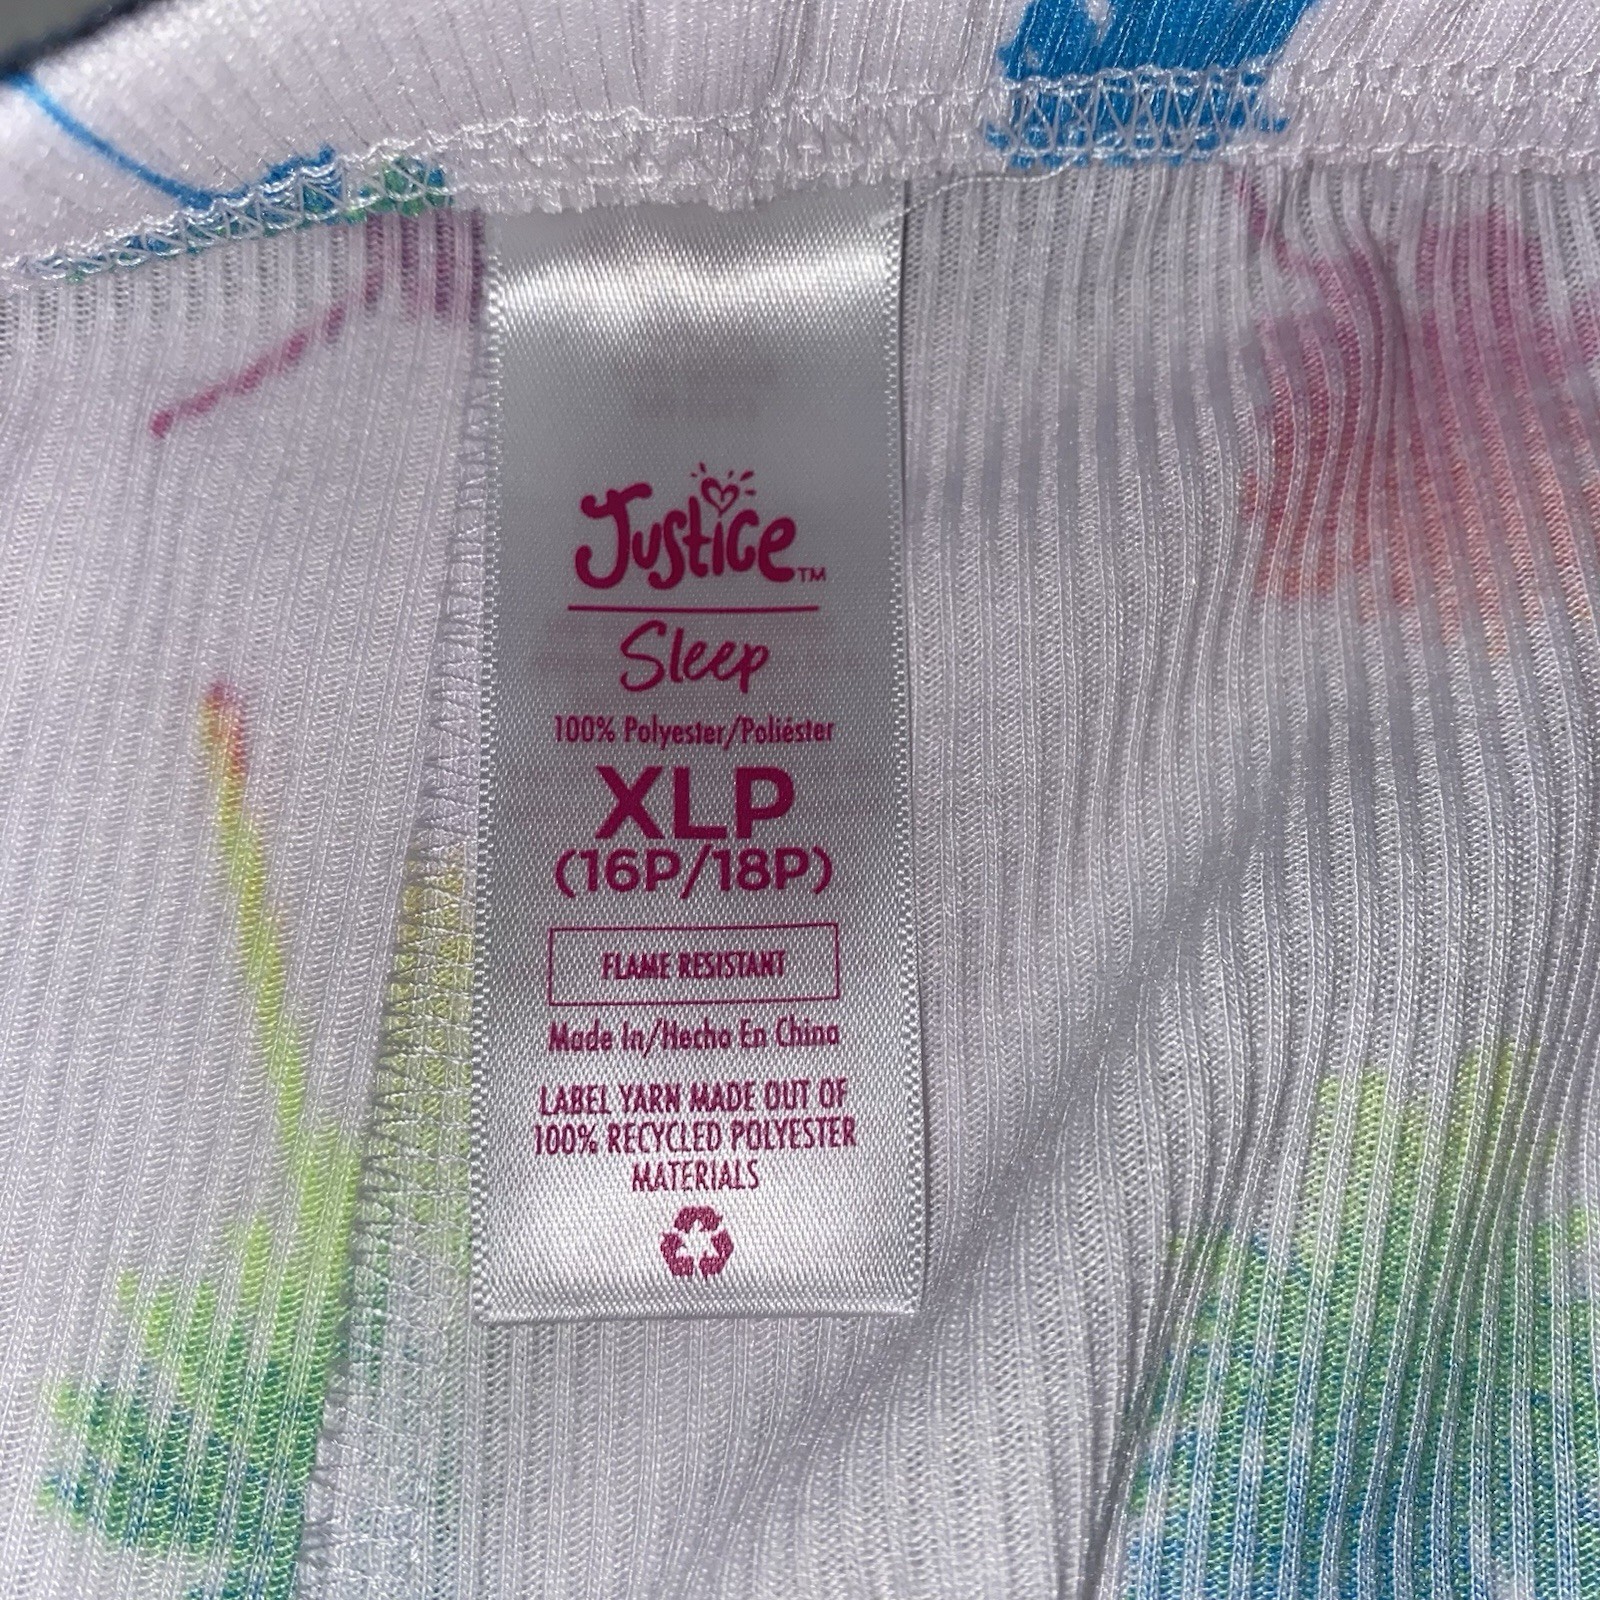 Justice™
Sleep
100% Polyester/Poliéster
XLP
(16P/18P)
FLAME RESISTANT
Made In/Hecho En China
LABEL YARN MADE OUT OF
100% RECYCLED POLYESTER
MATERIALS